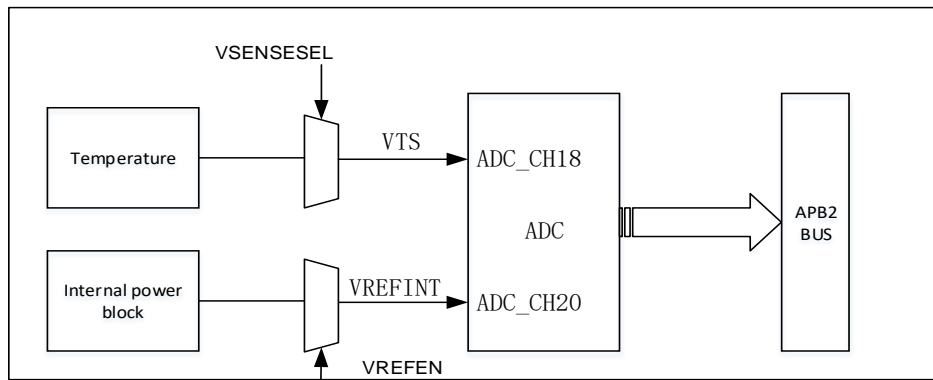 VSENSESEL
Temperature
VTS
ADC_CH18
ADC
APB2
BUS
Internal power
block
VREFINT
ADC_CH20
VREFEN